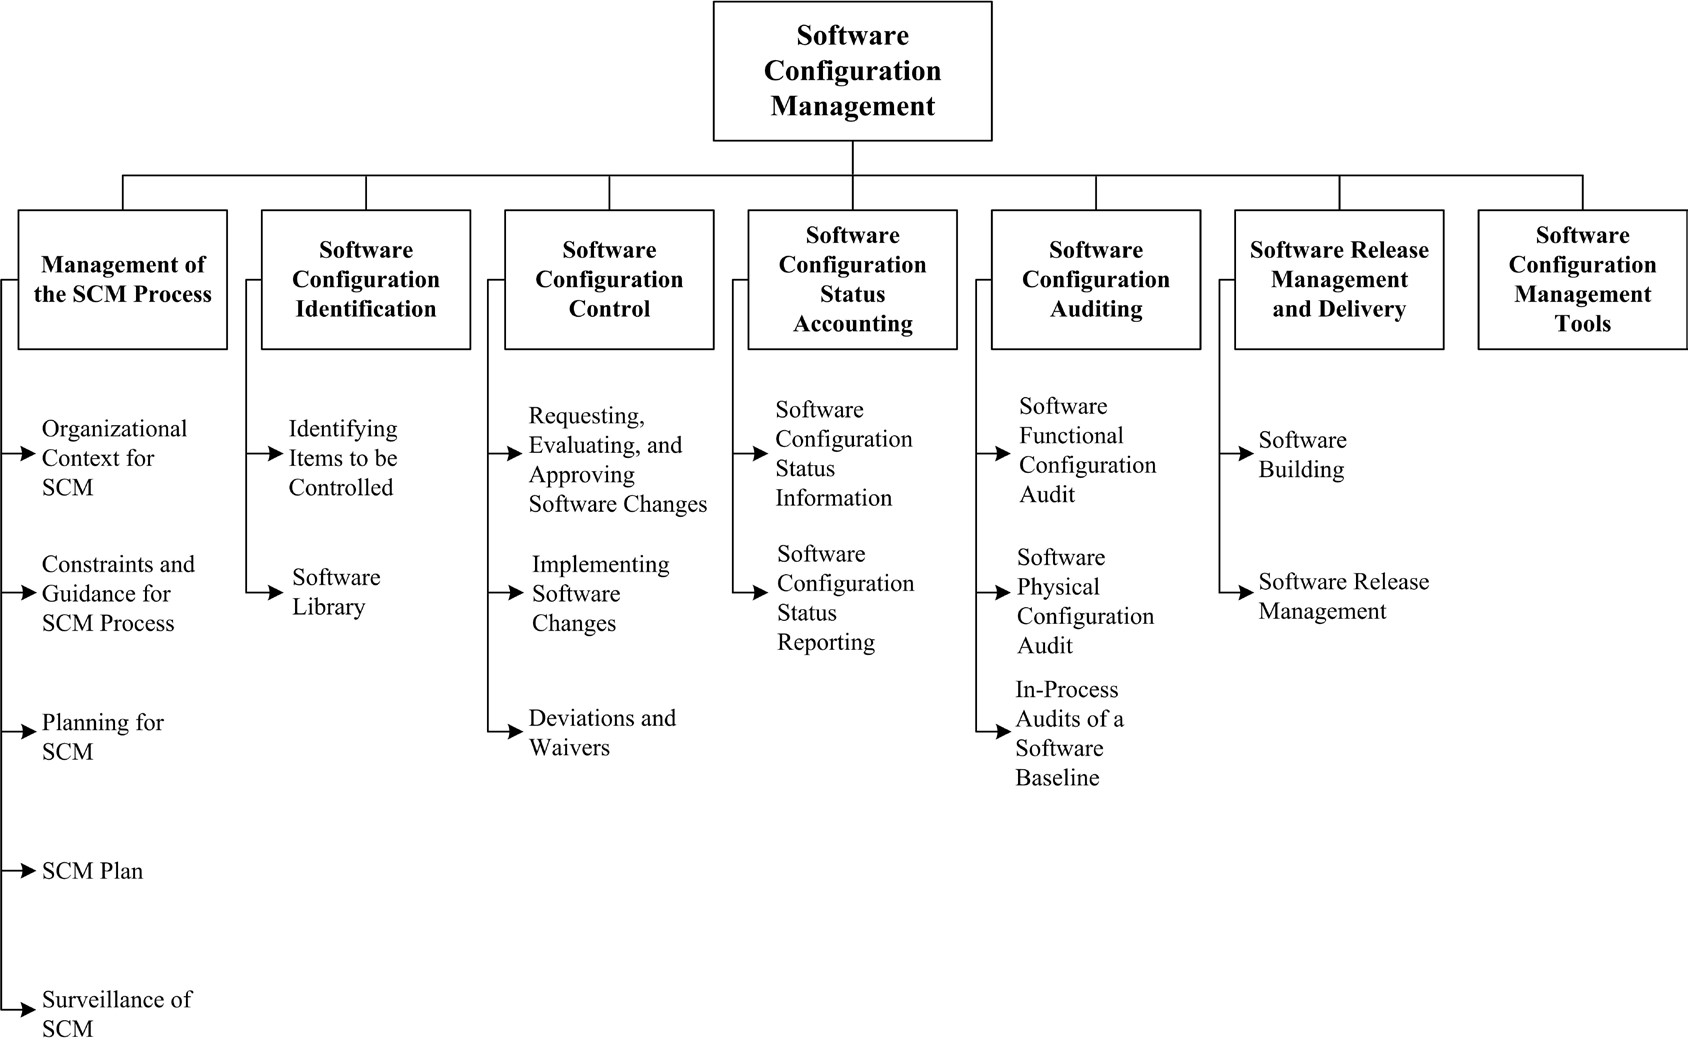 Software
Configuration
Management
Management of
the SCM Process
Software
Configuration
Identification
Software
Configuration
Control
Software
Configuration
Status
Accounting
Software
Configuration
Auditing
Software Release
Management
and Delivery
Software
Configuration
Management
Tools
Organizational
Context for
SCM
Constraints and
Guidance for
SCM Process
Planning for
SCM
SCM Plan
Surveillance of
SCM
Identifying
Items to be
Controlled
Software
Library
Requesting,
Evaluating, and
Approving
Software Changes
Implementing
Software
Changes
Deviations and
Waivers
Software
Configuration
Status
Information
Software
Configuration
Status
Reporting
Software
Functional
Configuration
Audit
Software
Physical
Configuration
Audit
In-Process
Audits of a
Software
Baseline
Software
Building
Software Release
Management